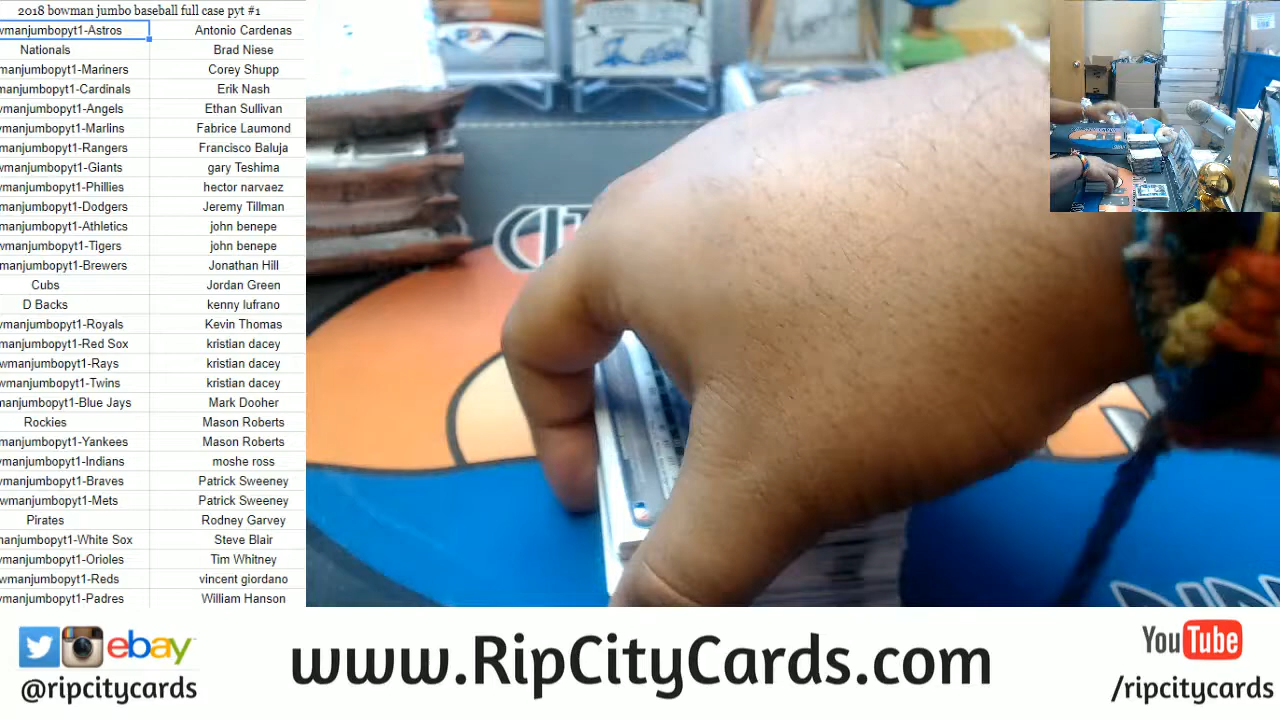 2018 bowman jumbo baseball full case pyt #1
wmanjumbopyt1-Astros Antonio Cardenas
Nationals Brad Niese
manjumbopyt1-Mariners Corey Shupp
manjumbopyt1-Cardinals Erik Nash
vmanjumbopyt1-Angels Ethan Sullivan
vmanjumbopyt1-Marlins Fabrice Laumond
manjumbopyt1-Rangers Francisco Baluja
vmanjumbopyt1-Giants gary Teshima
wmanjumbopyt1-Phillies hector narvaez
manjumbopyt1-Dodgers Jeremy Tillman
manjumbopyt1-Athletics john benepe
wmanjumbopyt1-Tigers john benepe
manjumbopyt1-Brewers Jonathan Hill
Cubs Jordan Green
D Backs kenny lufrano
vmanjumbopyt1-Royals Kevin Thomas
manjumbopyt1-Red Sox kristian dacey
wmanjumbopyt1-Rays kristian dacey
wmanjumbopyt1-Twins kristian dacey
manjumbopyt1-Blue Jays Mark Dooher
Rockies Mason Roberts
manjumbopyt1-Yankees Mason Roberts
manjumbopyt1-Indians moshe ross
manjumbopyt1-Braves Patrick Sweeney
owmanjumbopyt1-Mets Patrick Sweeney
Pirates Rodney Garvey
nanjumbopyt1-White Sox Steve Blair
manjumbopyt1-Orioles Tim Whitney
wmanjumbopyt1-Reds vincent giordano
manjumbopyt1-Padres William Hanson
ebay
@ripcitycards
www.RipCityCards.com
YouTube
/ripcitycards